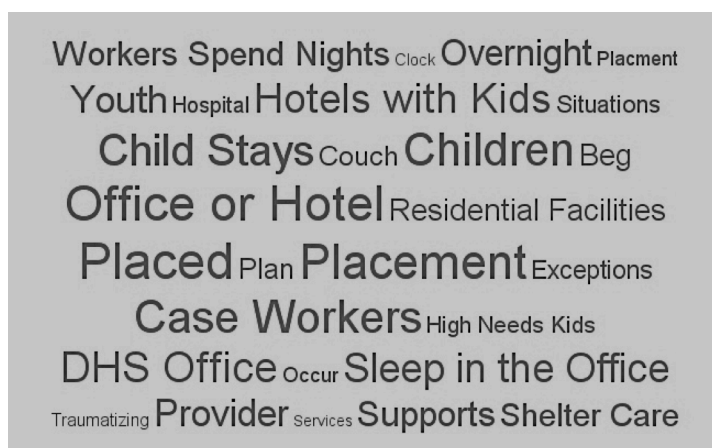 Workers Spend Nights Clock Overnight Placment
Youth Hospital Hotels with Kids Situations
Child Stays Couch Children Beg
Office or Hotel Residential Facilities
Placed Plan Placement Exceptions
Case Workers High Needs Kids
DHS Office Occur Sleep in the Office
Traumatizing Provider Services Supports Shelter Care